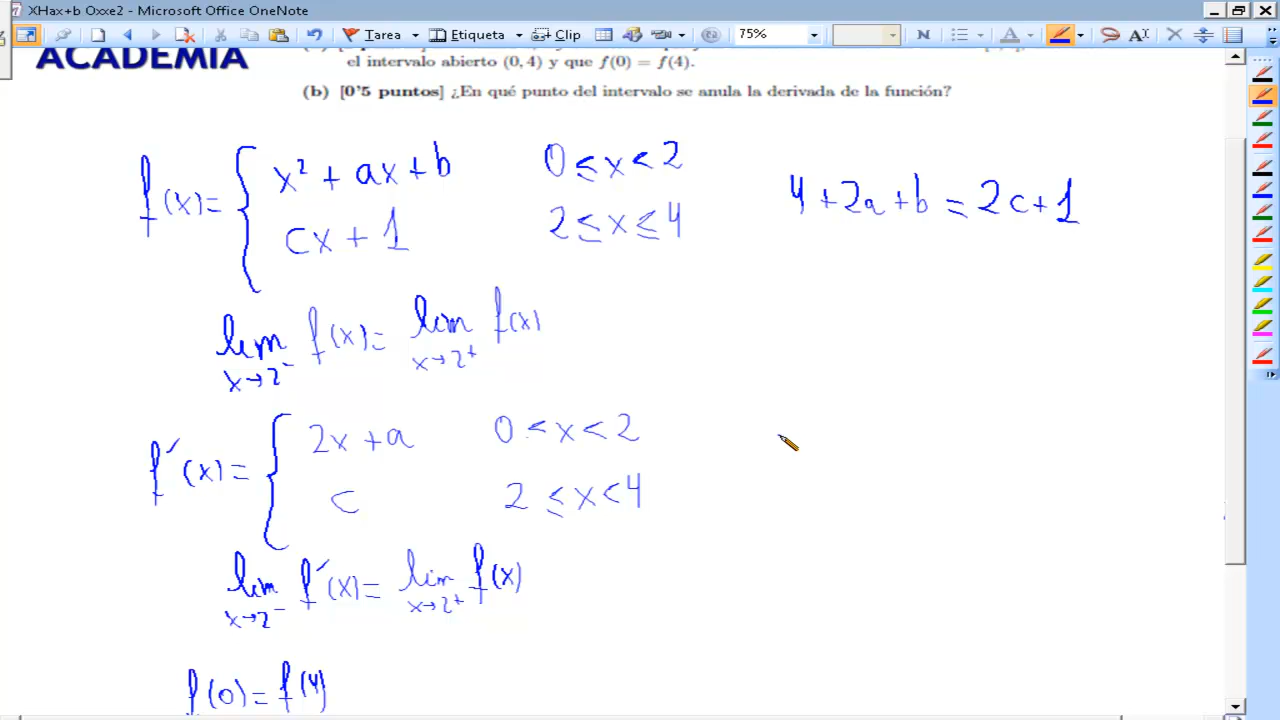 XHax+b Oxxe2 - Microsoft Office OneNote
Tarea Etiqueta Clip 75% N A
ACADEMIA
el intervalo abierto (0, 4) y que f(0) = f(4).
(b) [0'5 puntos] ¿En qué punto del intervalo se anula la derivada de la función?
f(x)= { x² + ax + b 0 ≤ x < 2
cx + 1 2 ≤ x ≤ 4
4 + 2a + b = 2c + 1
lim x→2⁻ f(x) = lim x→2⁺ f(x)
f´(x) = { 2x + a 0 < x < 2
c 2 ≤ x < 4
lim x→2⁻ f´(x) = lim x→2⁺ f(x)
f(0) = f(4)